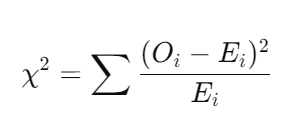 χ² = ∑ (Oᵢ − Eᵢ)² / Eᵢ